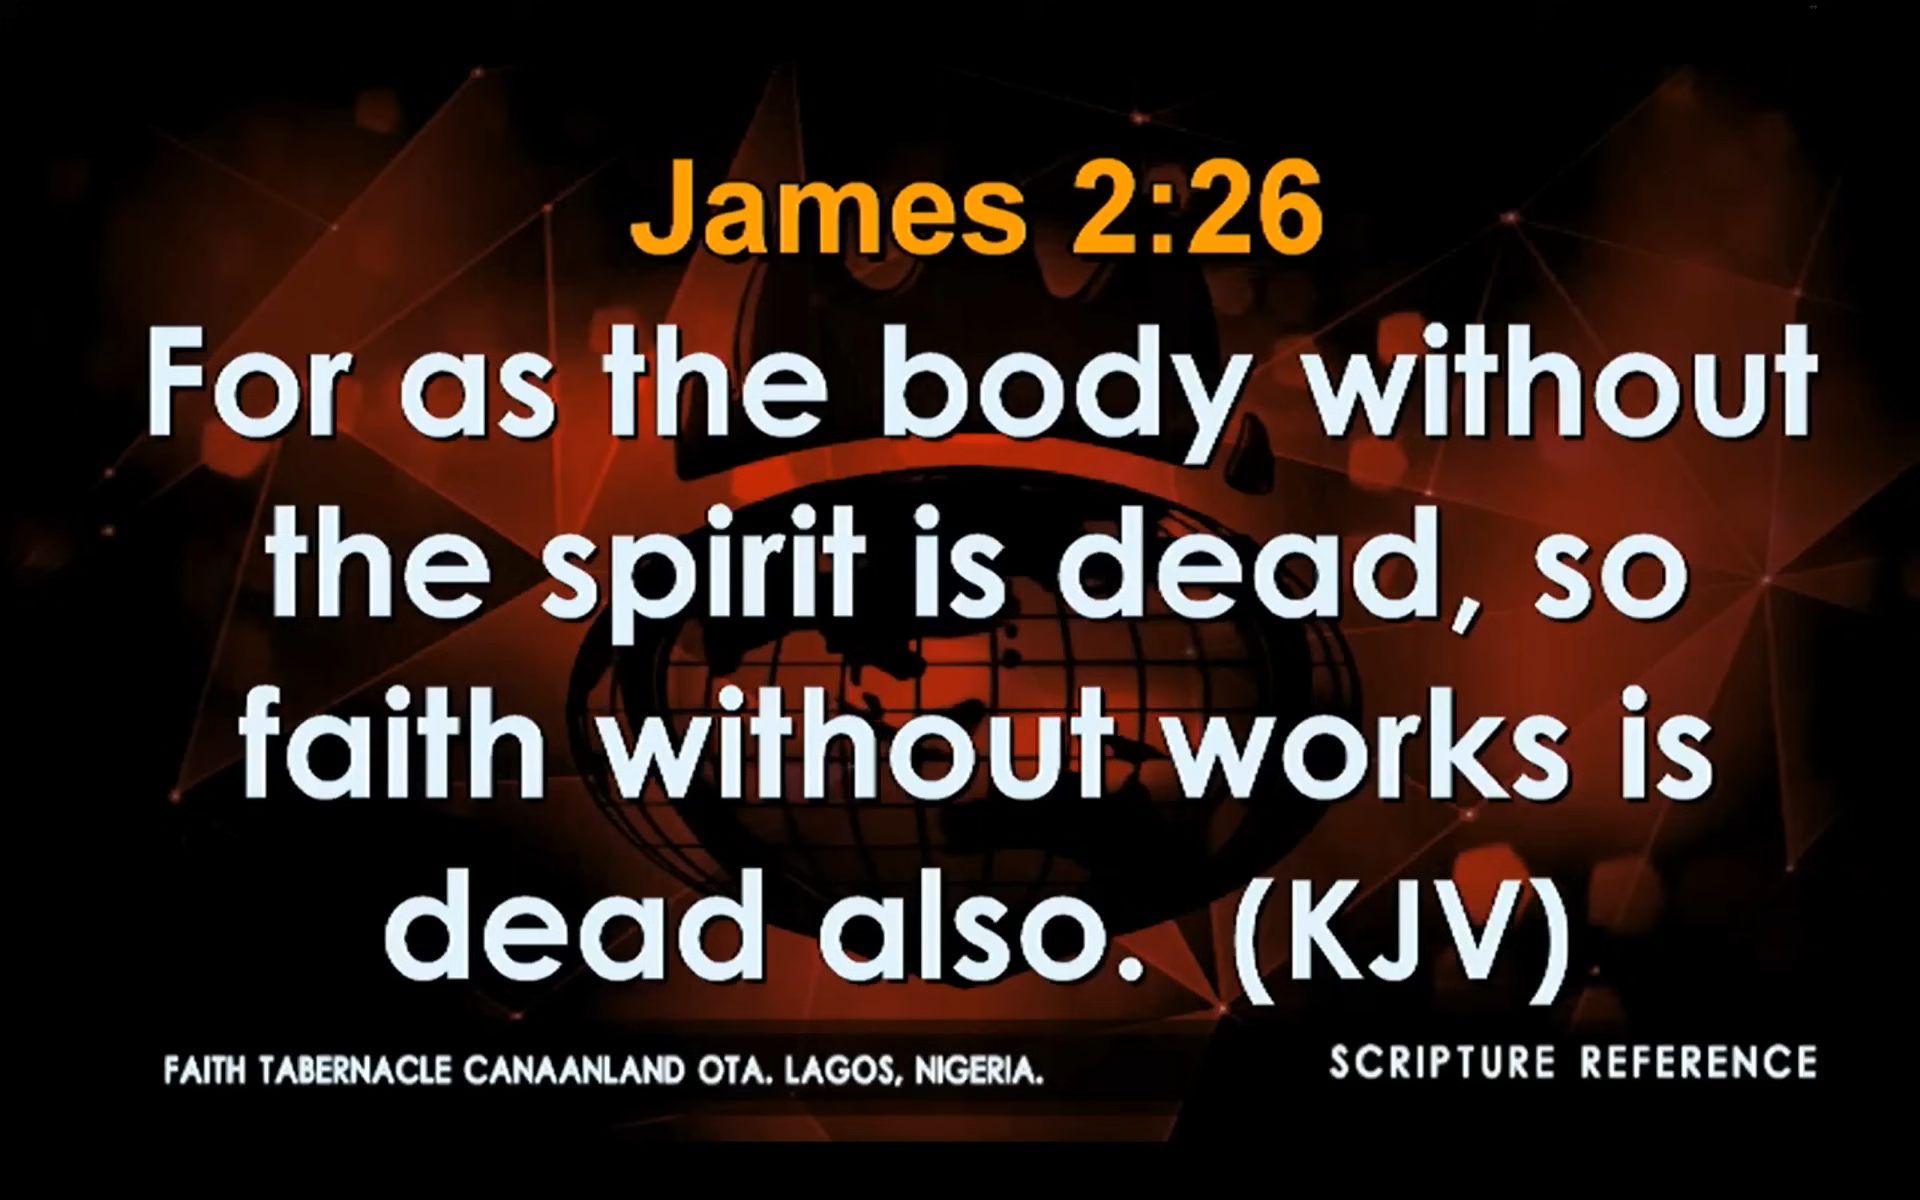 James 2:26
For as the body without
the spirit is dead, so
faith without works is
dead also. (KJV)
FAITH TABERNACLE CANAANLAND OTA. LAGOS, NIGERIA.
SCRIPTURE REFERENCE